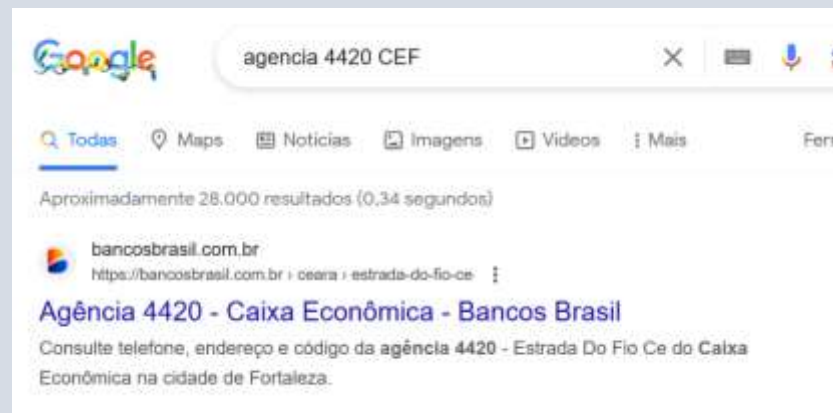 Google
agencia 4420 CEF
Todas Maps Notícias Imagens Vídeos Mais
Aproximadamente 28.000 resultados (0,34 segundos)
bancosbrasil.com.br
https://bancosbrasil.com.br › ceara › estrada-do-fio-ce
Agência 4420 - Caixa Econômica - Bancos Brasil
Consulte telefone, endereço e código da agência 4420 - Estrada Do Fio Ce do Caixa
Econômica na cidade de Fortaleza.